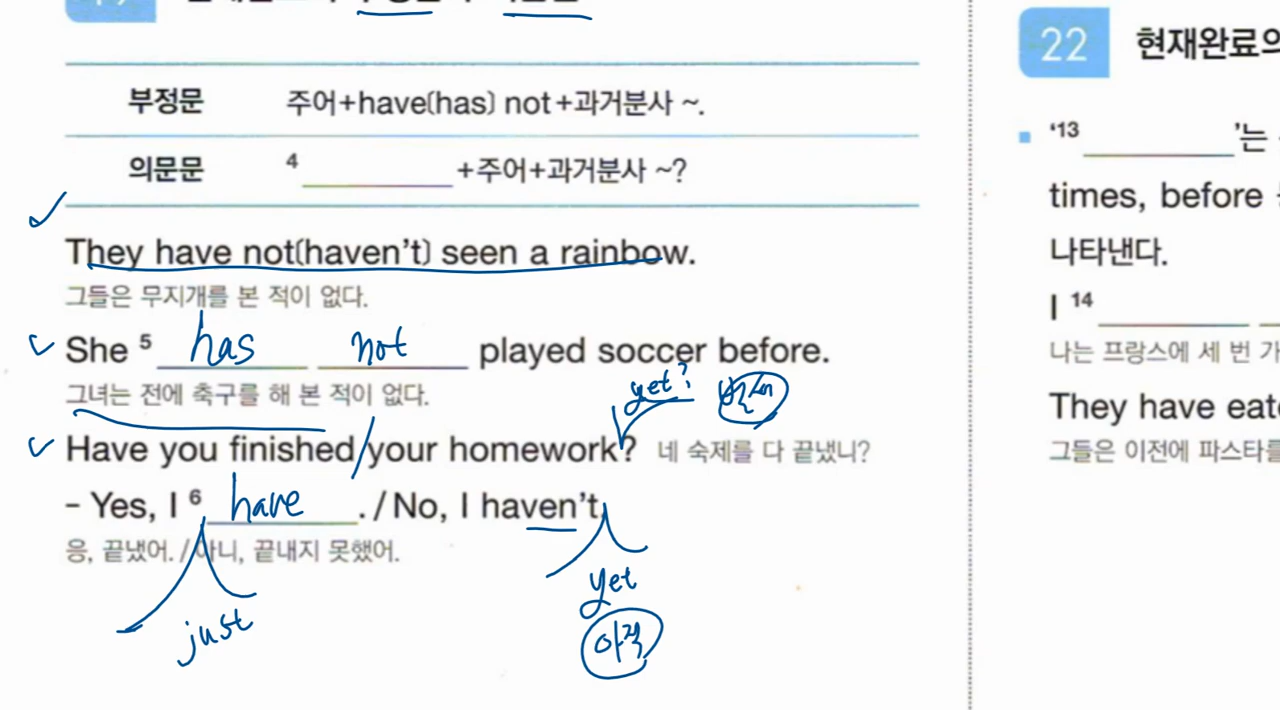 부정문 주어+have(has) not+과거분사 ~.
의문문 4 +주어+과거분사 ~?
They have not(haven't) seen a rainbow.
그들은 무지개를 본 적이 없다.
She 5 has not played soccer before.
그녀는 전에 축구를 해 본 적이 없다.
yet?
Have you finished/your homework? 네 숙제를 다 끝냈니?
– Yes, I 6 have. / No, I haven't.
응, 끝냈어. / 아니, 끝내지 못했어.
just
yet
아직
22 현재완료의
'13 '는
times, before
나타낸다.
I 14
나는 프랑스에 세 번
They have
그들은 이전에 파스타를